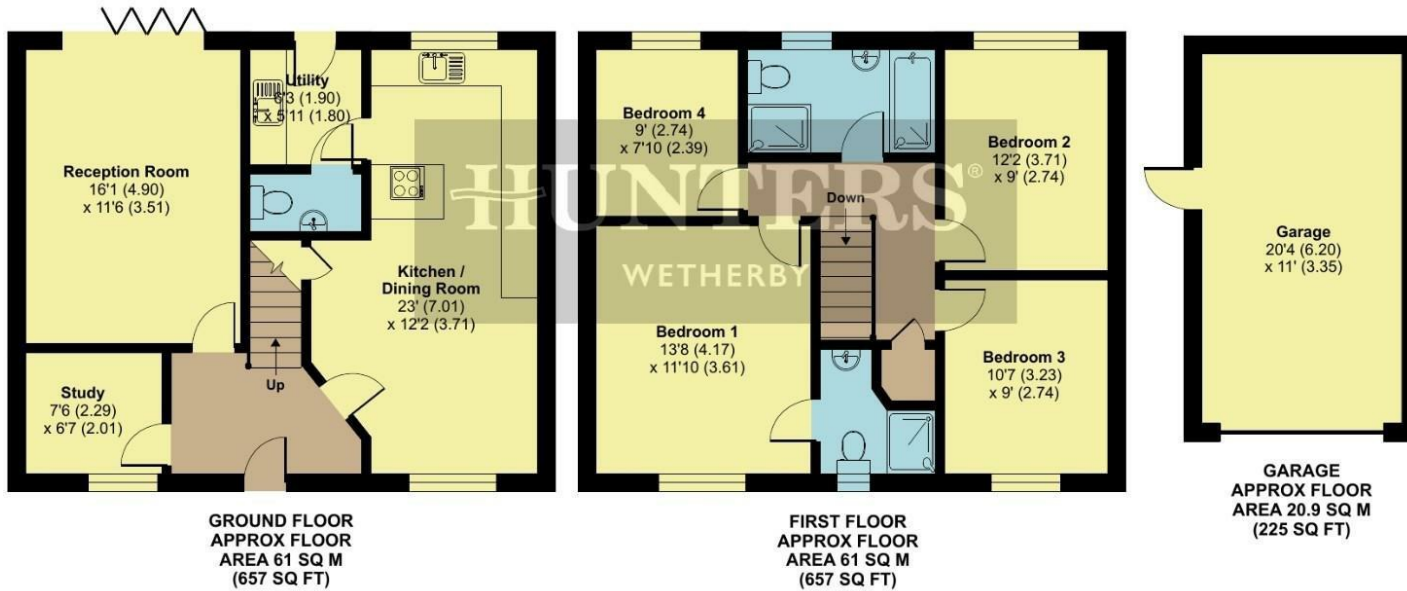 Utility
6'3 (1.90)
x 5'11 (1.80)
Reception Room
16'1 (4.90)
x 11'6 (3.51)
Kitchen /
Dining Room
23' (7.01)
x 12'2 (3.71)
Study
7'6 (2.29)
x 6'7 (2.01)
Up
GROUND FLOOR
APPROX FLOOR
AREA 61 SQ M
(657 SQ FT)
Bedroom 4
9' (2.74)
x 7'10 (2.39)
Bedroom 2
12'2 (3.71)
x 9' (2.74)
Down
Bedroom 1
13'8 (4.17)
x 11'10 (3.61)
Bedroom 3
10'7 (3.23)
x 9' (2.74)
FIRST FLOOR
APPROX FLOOR
AREA 61 SQ M
(657 SQ FT)
Garage
20'4 (6.20)
x 11' (3.35)
GARAGE
APPROX FLOOR
AREA 20.9 SQ M
(225 SQ FT)
HUNTERS®
WETHERBY